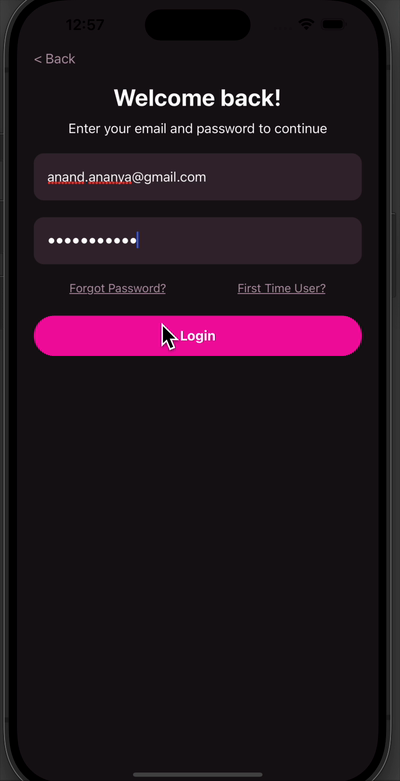 12:57
< Back
Welcome back!
Enter your email and password to continue
anand.ananya@gmail.com
•••••••••••
Forgot Password? First Time User?
Login